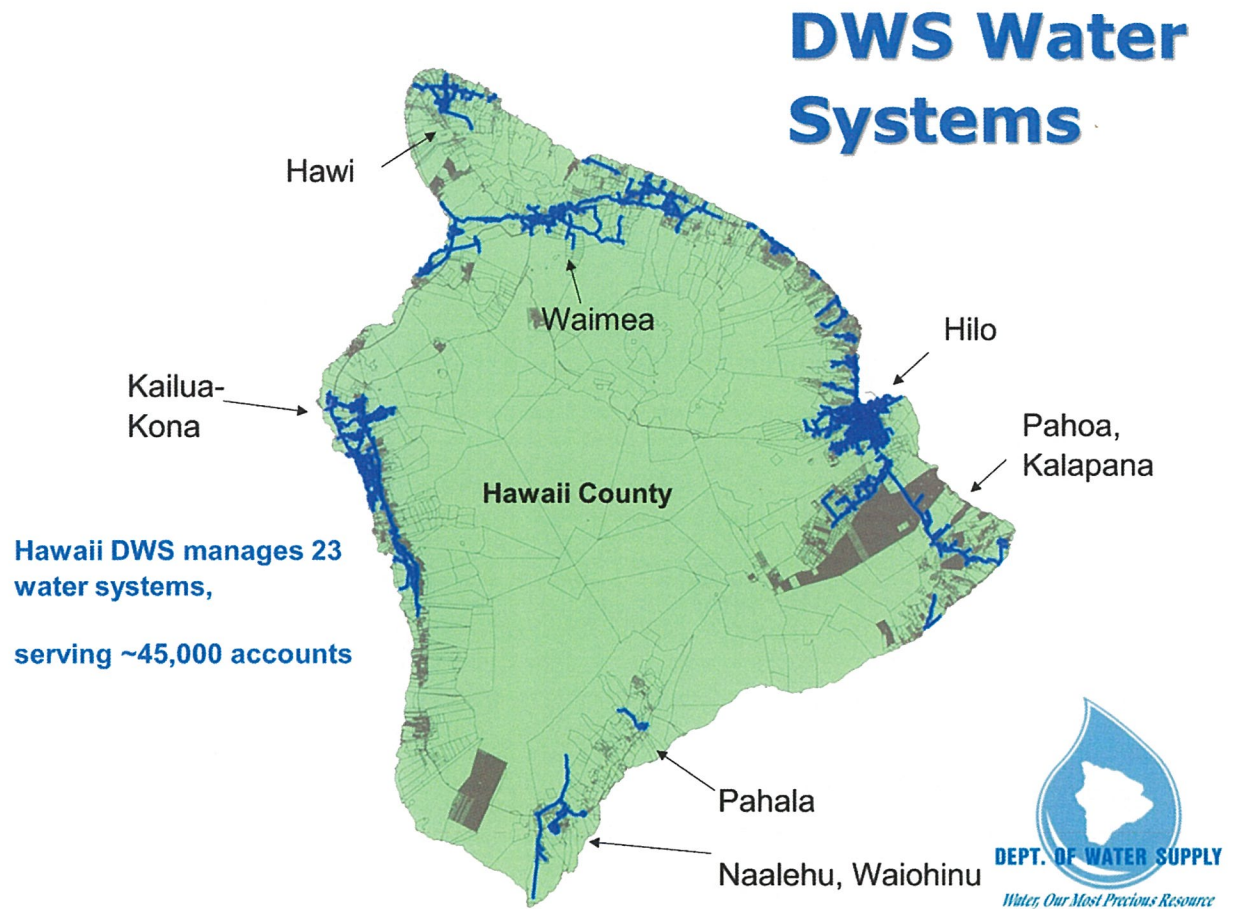 DWS Water
Systems
Hawi
Waimea
Hilo
Kailua-
Kona
Pahoa,
Kalapana
Hawaii County
Hawaii DWS manages 23
water systems,
serving ~45,000 accounts
Pahala
Naalehu, Waiohinu
DEPT. OF WATER SUPPLY
Water, Our Most Precious Resource